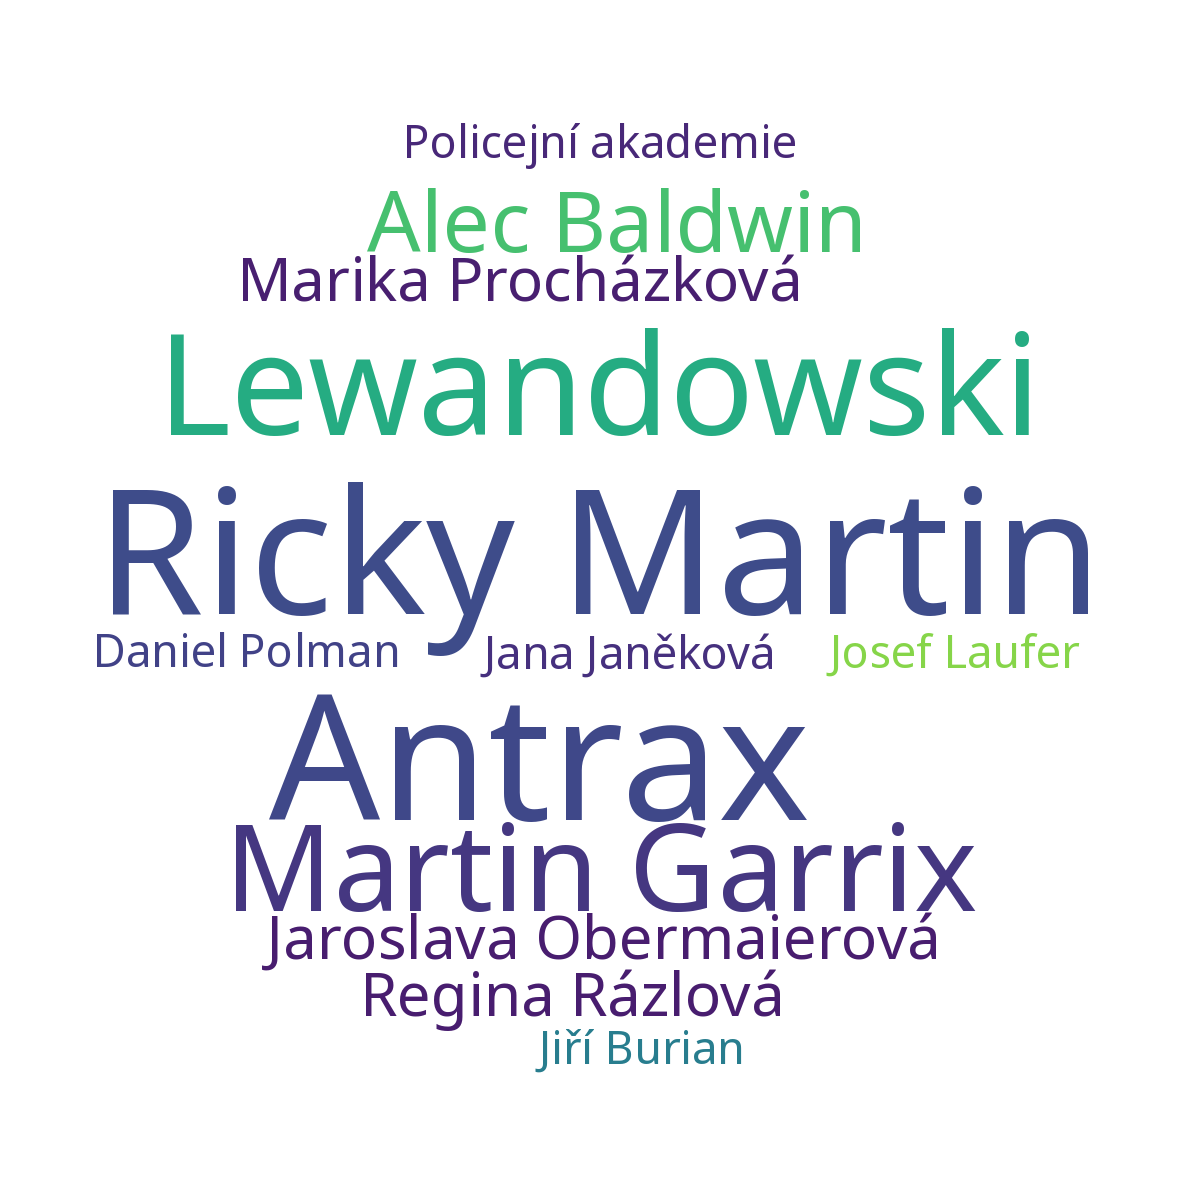 Policejní akademie
Alec Baldwin
Marika Procházková
Lewandowski
Ricky Martin
Daniel Polman
Jana Janěková
Josef Laufer
Antrax
Martin Garrix
Jaroslava Obermaierová
Regina Rázlová
Jiří Burian